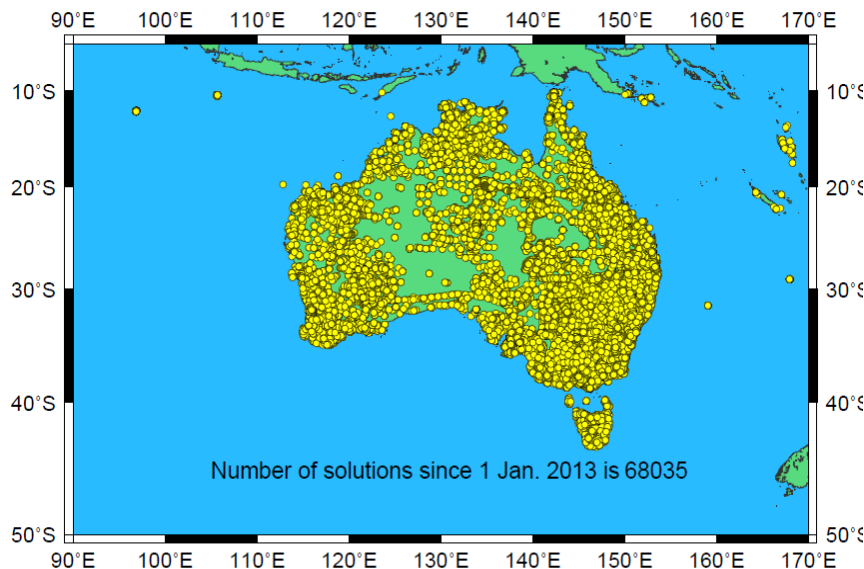 90°E 100°E 110°E 120°E 130°E 140°E 150°E 160°E 170°E
10°S 10°S
20°S 20°S
30°S 30°S
40°S 40°S
Number of solutions since 1 Jan. 2013 is 68035
50°S 50°S
90°E 100°E 110°E 120°E 130°E 140°E 150°E 160°E 170°E